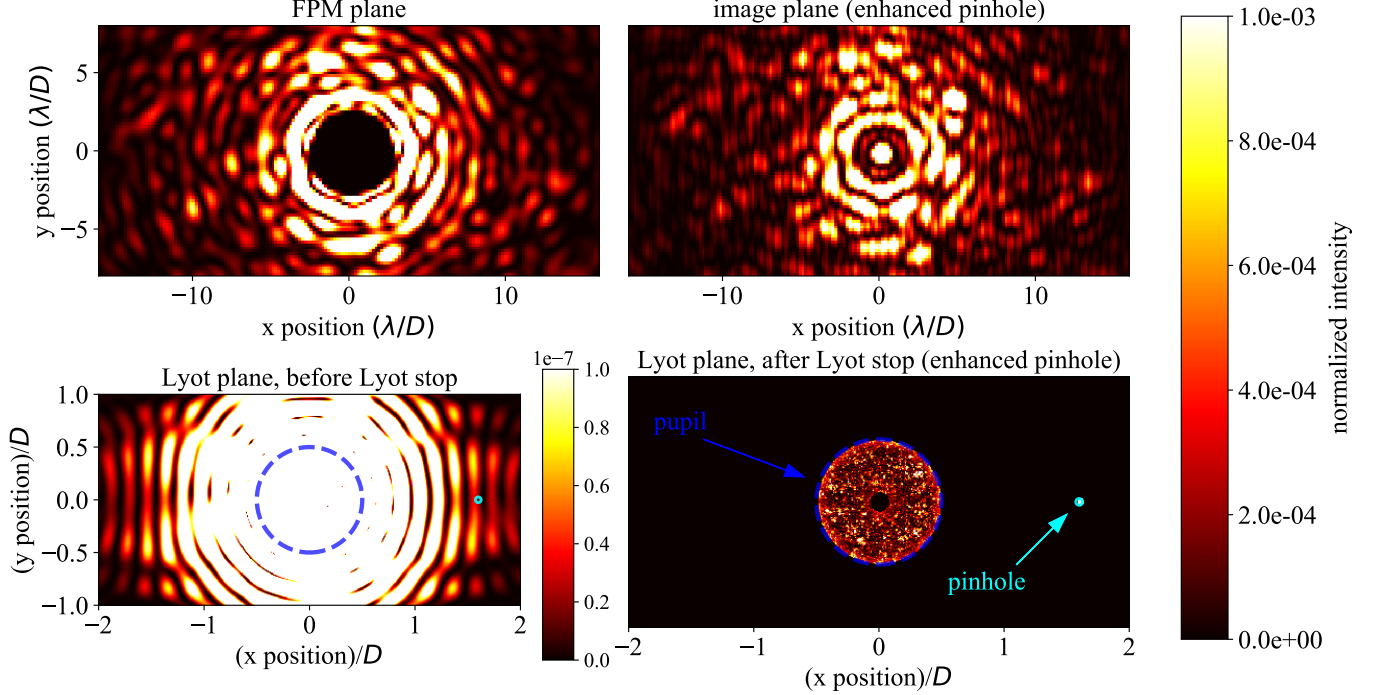 FPM plane
5
0
−5
y position (λ/D)
−10
0
10
x position (λ/D)
image plane (enhanced pinhole)
−10
0
10
x position (λ/D)
1.0e-03
8.0e-04
6.0e-04
4.0e-04
2.0e-04
0.0e+00
normalized intensity
Lyot plane, before Lyot stop
1.0
0.5
0.0
−0.5
−1.0
(y position)/D
−2
−1
0
1
2
(x position)/D
1e−7
1.0
0.8
0.6
0.4
0.2
0.0
Lyot plane, after Lyot stop (enhanced pinhole)
pupil
pinhole
−2
−1
0
1
2
(x position)/D